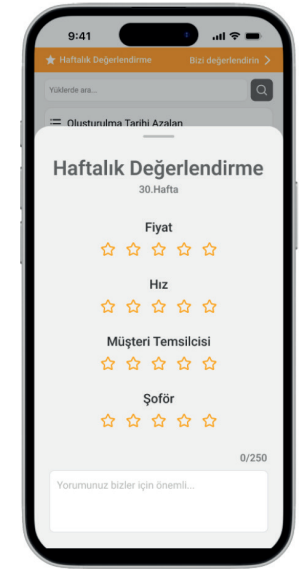 9:41
Haftalık Değerlendirme Bizi değerlendirin
Yüklerde ara...
Oluşturulma Tarihi Azalan
Haftalık Değerlendirme
30.Hafta
Fiyat
Hız
Müşteri Temsilcisi
Şoför
0/250
Yorumunuz bizler için önemli...